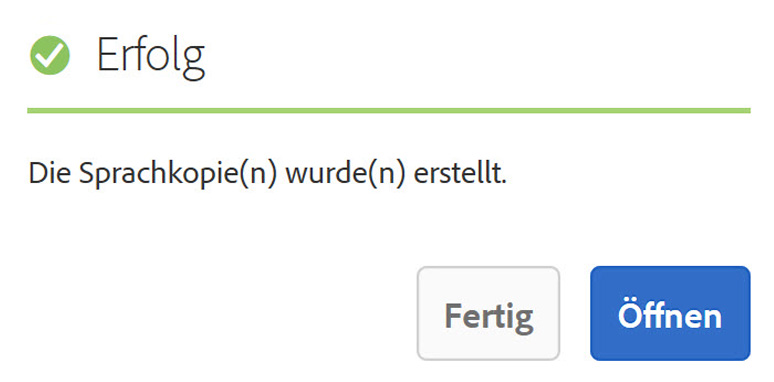 Erfolg
Die Sprachkopie(n) wurde(n) erstellt.
Fertig
Öffnen